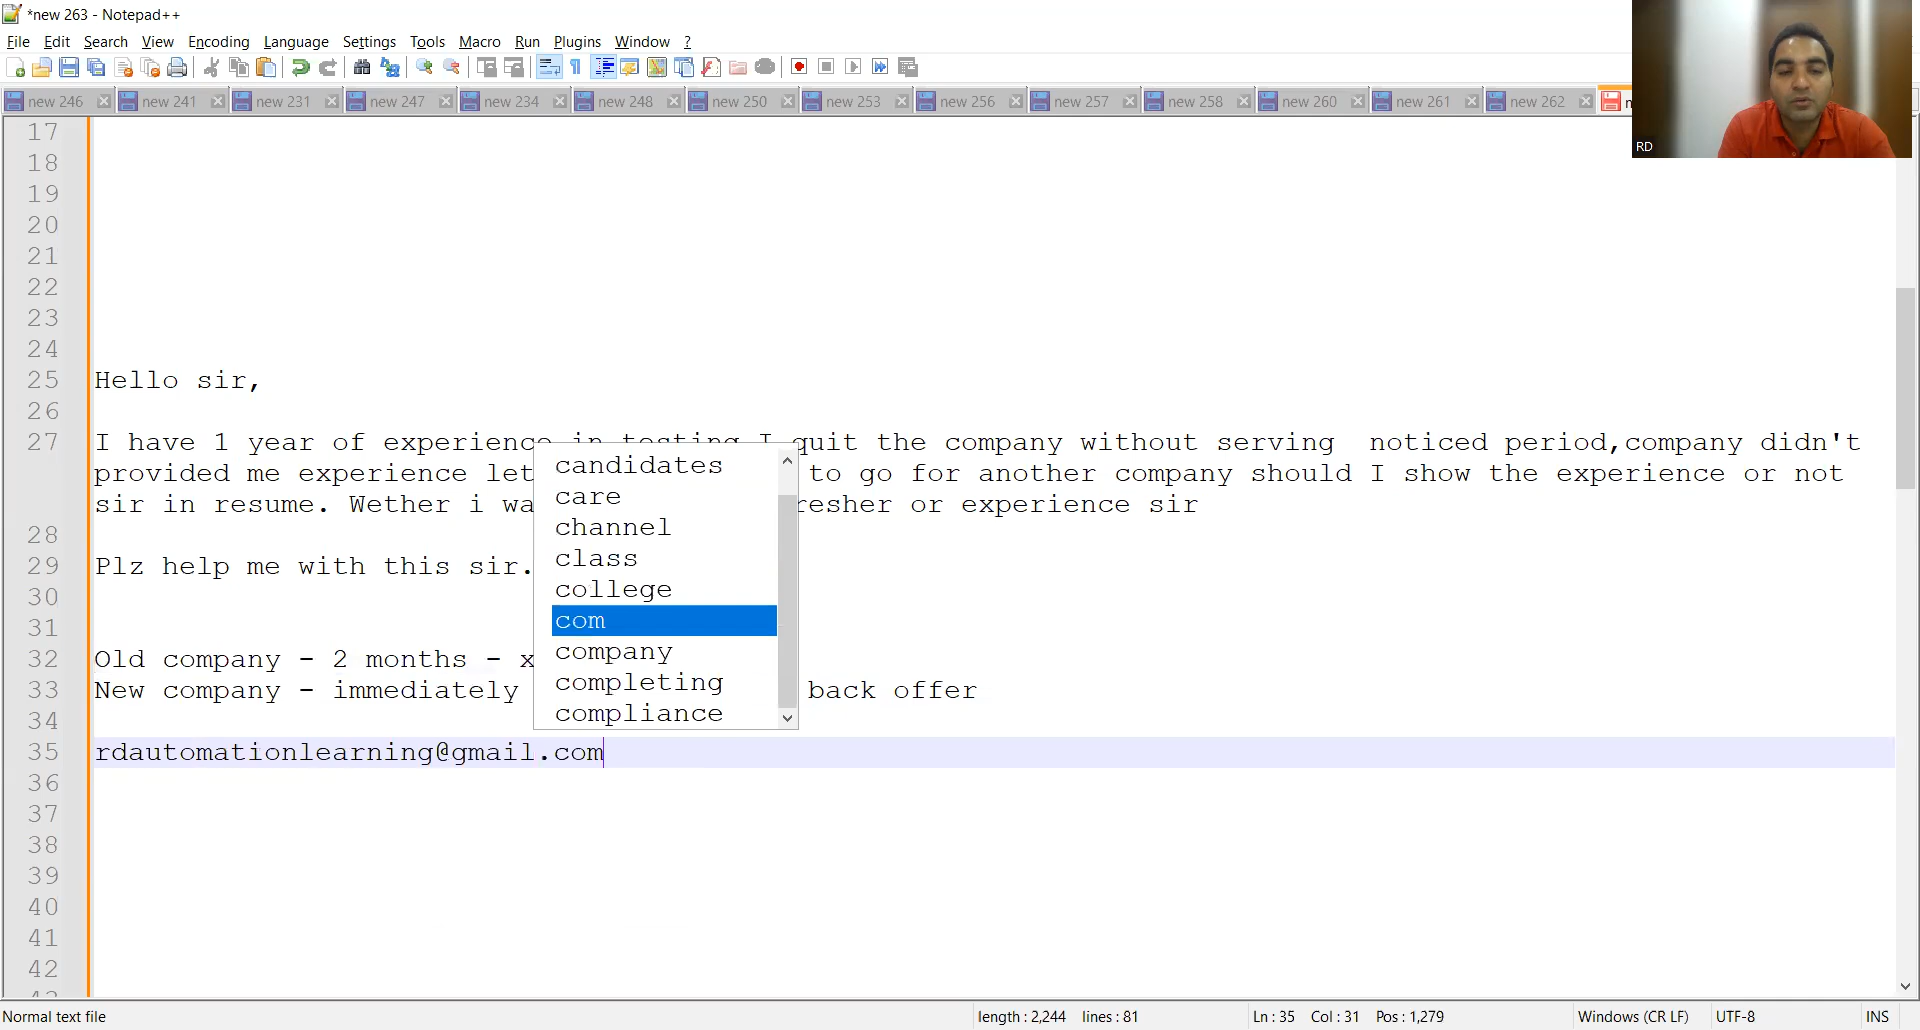 *new 263 - Notepad++
File Edit Search View Encoding Language Settings Tools Macro Run Plugins Window ?
new 246 new 241 new 231 new 247 new 234 new 248 new 250 new 253 new 256 new 257 new 258 new 260 new 261 new 262
RD
17
18
19
20
21
22
23
24
25 Hello sir,
26
27 I have 1 year of experience in testing I quit the company without serving  noticed period,company didn't
provided me experience let to go for another company should I show the experience or not
sir in resume. Wether i wa resher or experience sir
28
29 Plz help me with this sir.
30
31
32 Old company - 2 months - x
33 New company - immediately back offer
34
35 rdautomationlearning@gmail.com
36
37
38
39
40
41
42
candidates
care
channel
class
college
com
company
completing
compliance
Normal text file length : 2,244 lines : 81 Ln : 35 Col : 31 Pos : 1,279 Windows (CR LF) UTF-8 INS